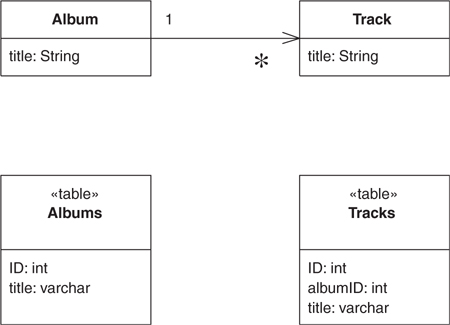 Album
1
Track
title: String
*
title: String
«table»
Albums
«table»
Tracks
ID: int
title: varchar
ID: int
albumID: int
title: varchar